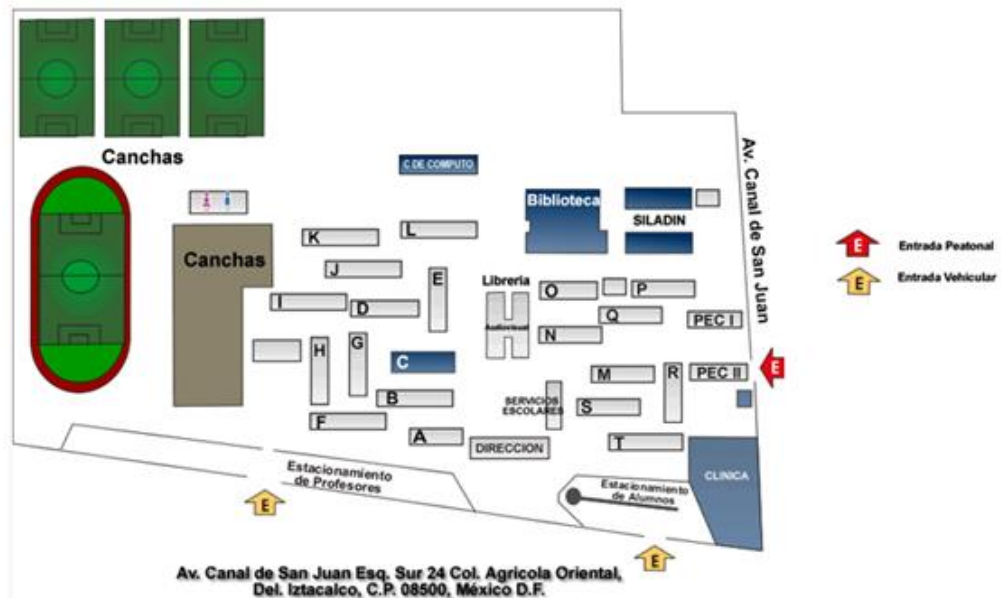 Canchas
C DE COMPUTO
Biblioteca
SILADIN
Av. Canal de San Juan
E
Entrada Peatonal
E
Entrada Vehicular
Canchas
K
L
J
E
I
D
Librería
Audiovisual
O
P
Q
N
PEC I
H
G
C
M
R
PEC II
E
B
SERVICIOS
ESCOLARES
S
F
A
DIRECCION
T
CLINICA
Estacionamiento
de Profesores
Estacionamiento
de Alumnos
E
E
Av. Canal de San Juan Esq. Sur 24 Col. Agricola Oriental,
Del. Iztacalco, C.P. 08500, México D.F.